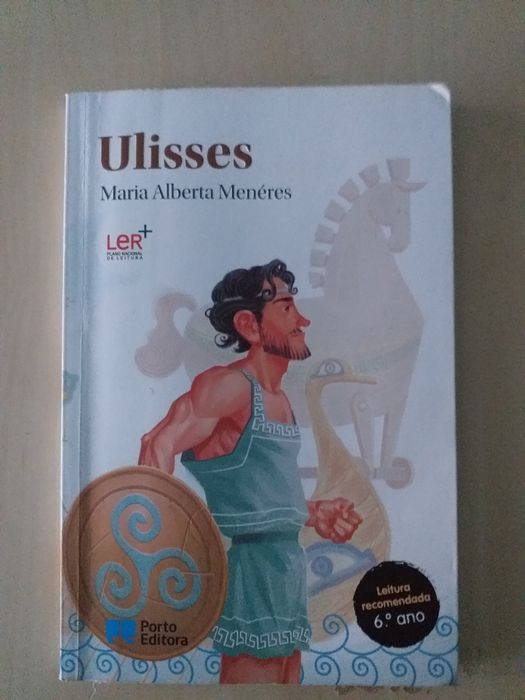 Ulisses
Maria Alberta Menéres
LeR+
PLANO NACIONAL
DE LEITURA
Leitura
recomendada
6.º ano
Porto
Editora